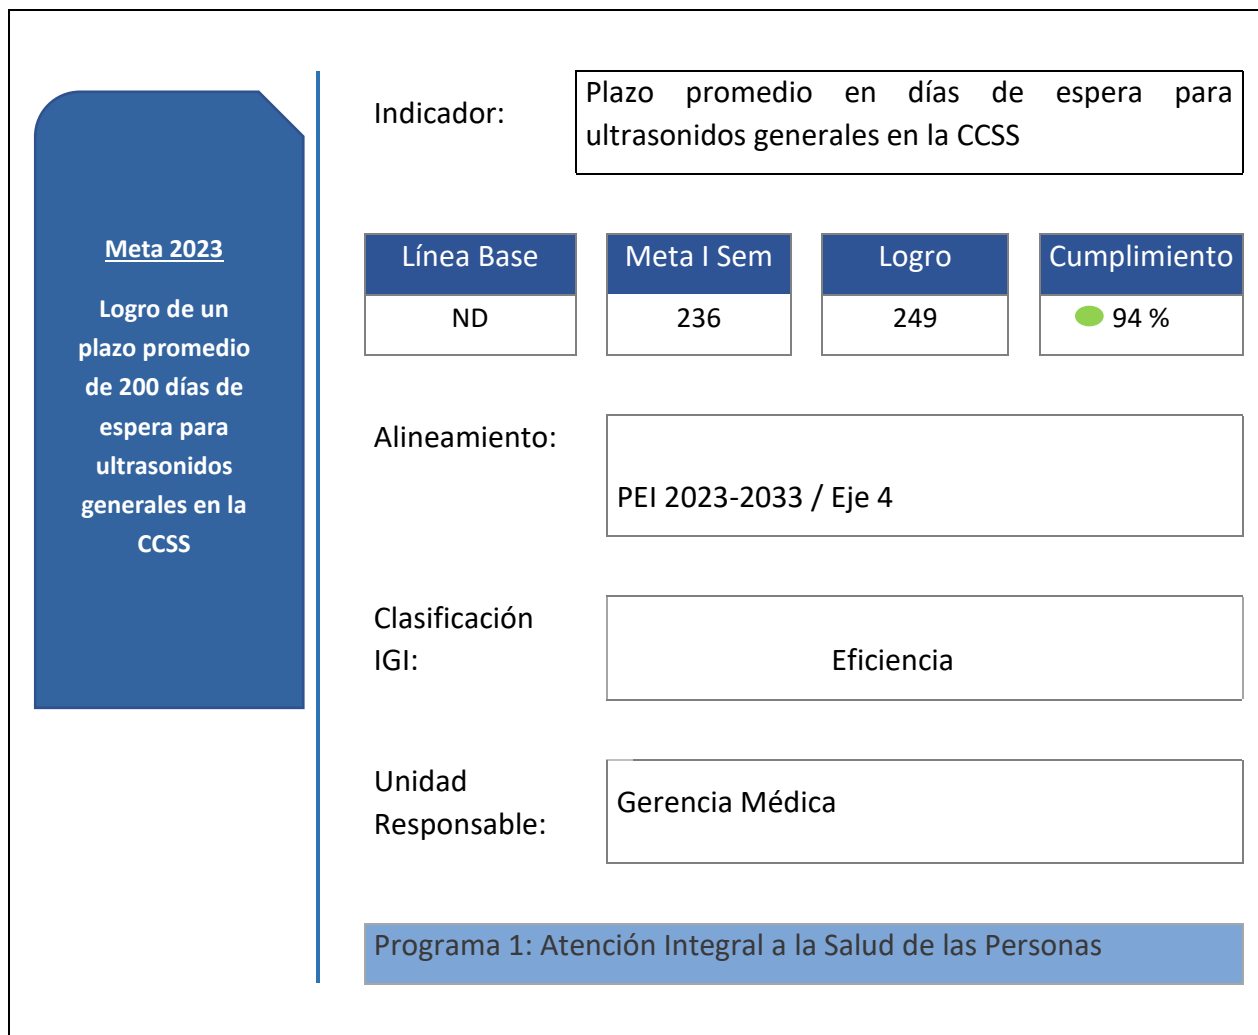 Meta 2023
Logro de un
plazo promedio
de 200 días de
espera para
ultrasonidos
generales en la
CCSS
Indicador:
Plazo promedio en días de espera para
ultrasonidos generales en la CCSS
Línea Base
Meta I Sem
Logro
Cumplimiento
ND
236
249
94 %
Alineamiento:
PEI 2023-2033 / Eje 4
Clasificación
IGI:
Eficiencia
Unidad
Responsable:
Gerencia Médica
Programa 1: Atención Integral a la Salud de las Personas